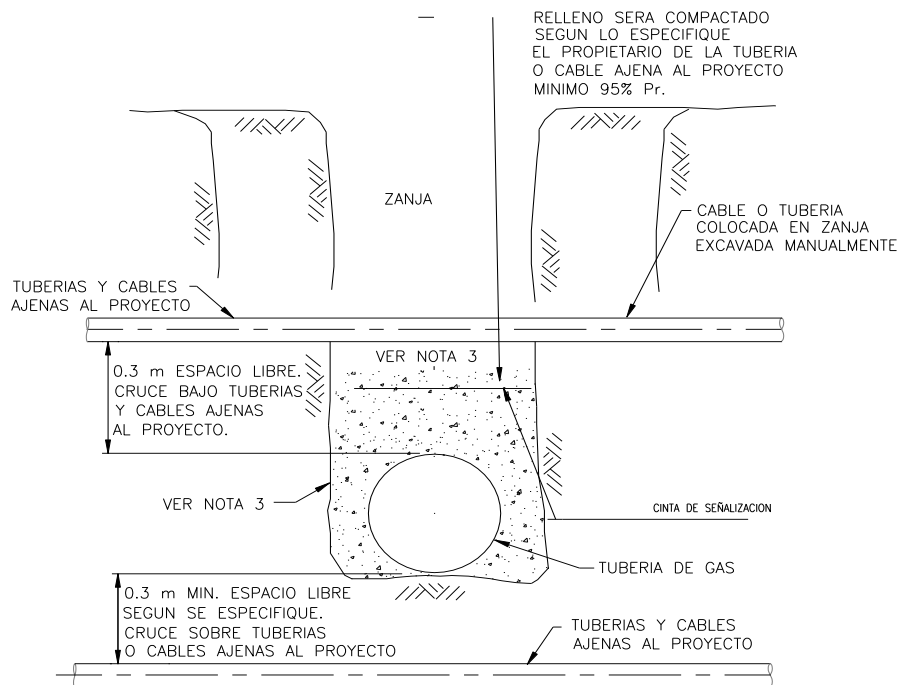 RELLENO SERA COMPACTADO
SEGUN LO ESPECIFIQUE
EL PROPIETARIO DE LA TUBERIA
O CABLE AJENA AL PROYECTO
MINIMO 95% Pr.
ZANJA
CABLE O TUBERIA
COLOCADA EN ZANJA
EXCAVADA MANUALMENTE
TUBERIAS Y CABLES
AJENAS AL PROYECTO
VER NOTA 3
0.3 m ESPACIO LIBRE.
CRUCE BAJO TUBERIAS
Y CABLES AJENAS
AL PROYECTO.
VER NOTA 3
CINTA DE SEÑALIZACION
TUBERIA DE GAS
0.3 m MIN. ESPACIO LIBRE
SEGUN SE ESPECIFIQUE.
CRUCE SOBRE TUBERIAS
O CABLES AJENAS AL PROYECTO
TUBERIAS Y CABLES
AJENAS AL PROYECTO